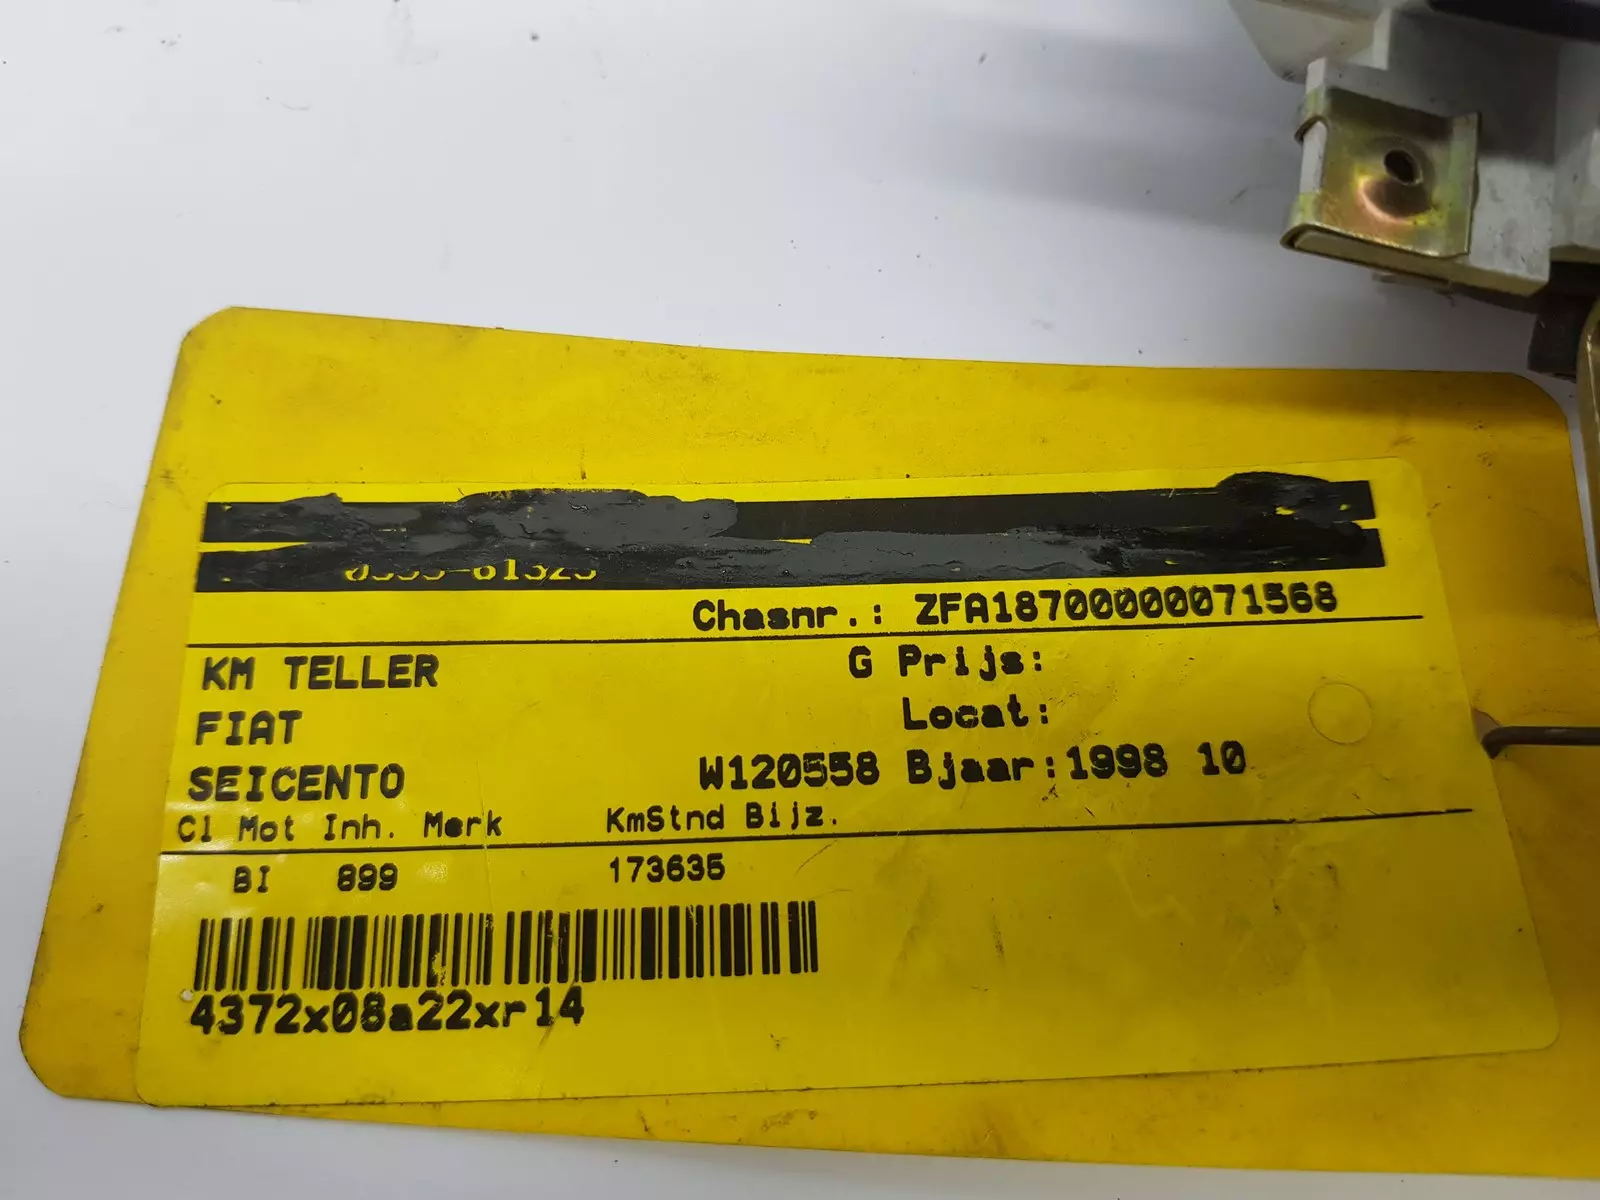 Chasnr.: ZFA18700000071568
KM TELLER G Prijs:
FIAT Locat:
SEICENTO W120558 Bjaar:1998 10
Cl Mot Inh. Merk KmStnd Bijz.
BI 899 173635
4372x08a22xr14